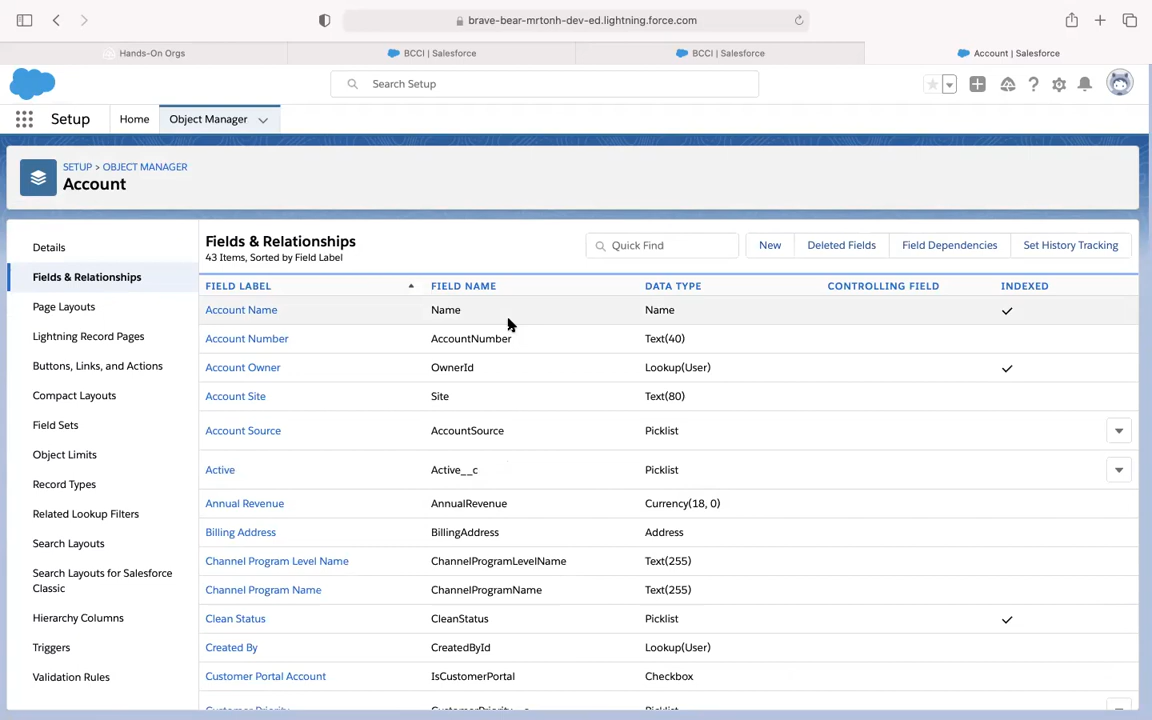 brave-bear-mrtonh-dev-ed.lightning.force.com
Hands-On Orgs
BCCI | Salesforce
BCCI | Salesforce
Account | Salesforce
Search Setup
Setup
Home
Object Manager
SETUP > OBJECT MANAGER
Account
Details
Fields & Relationships
Page Layouts
Lightning Record Pages
Buttons, Links, and Actions
Compact Layouts
Field Sets
Object Limits
Record Types
Related Lookup Filters
Search Layouts
Search Layouts for Salesforce
Classic
Hierarchy Columns
Triggers
Validation Rules
Fields & Relationships
43 Items, Sorted by Field Label
Quick Find
New
Deleted Fields
Field Dependencies
Set History Tracking
FIELD LABEL FIELD NAME DATA TYPE CONTROLLING FIELD INDEXED
Account Name Name Name
Account Number AccountNumber Text(40)
Account Owner OwnerId Lookup(User)
Account Site Site Text(80)
Account Source AccountSource Picklist
Active Active__c Picklist
Annual Revenue AnnualRevenue Currency(18, 0)
Billing Address BillingAddress Address
Channel Program Level Name ChannelProgramLevelName Text(255)
Channel Program Name ChannelProgramName Text(255)
Clean Status CleanStatus Picklist
Created By CreatedById Lookup(User)
Customer Portal Account IsCustomerPortal Checkbox
Customer Priority CustomerPriority__c Picklist